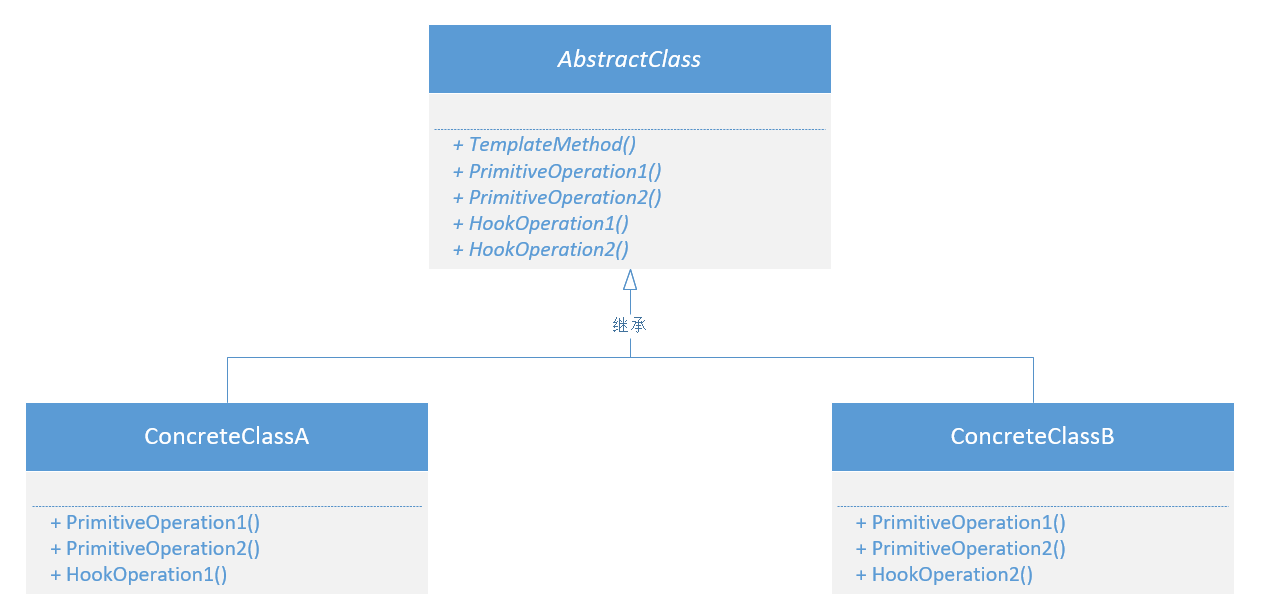 AbstractClass
+ TemplateMethod()
+ PrimitiveOperation1()
+ PrimitiveOperation2()
+ HookOperation1()
+ HookOperation2()
继承
ConcreteClassA
+ PrimitiveOperation1()
+ PrimitiveOperation2()
+ HookOperation1()
ConcreteClassB
+ PrimitiveOperation1()
+ PrimitiveOperation2()
+ HookOperation2()